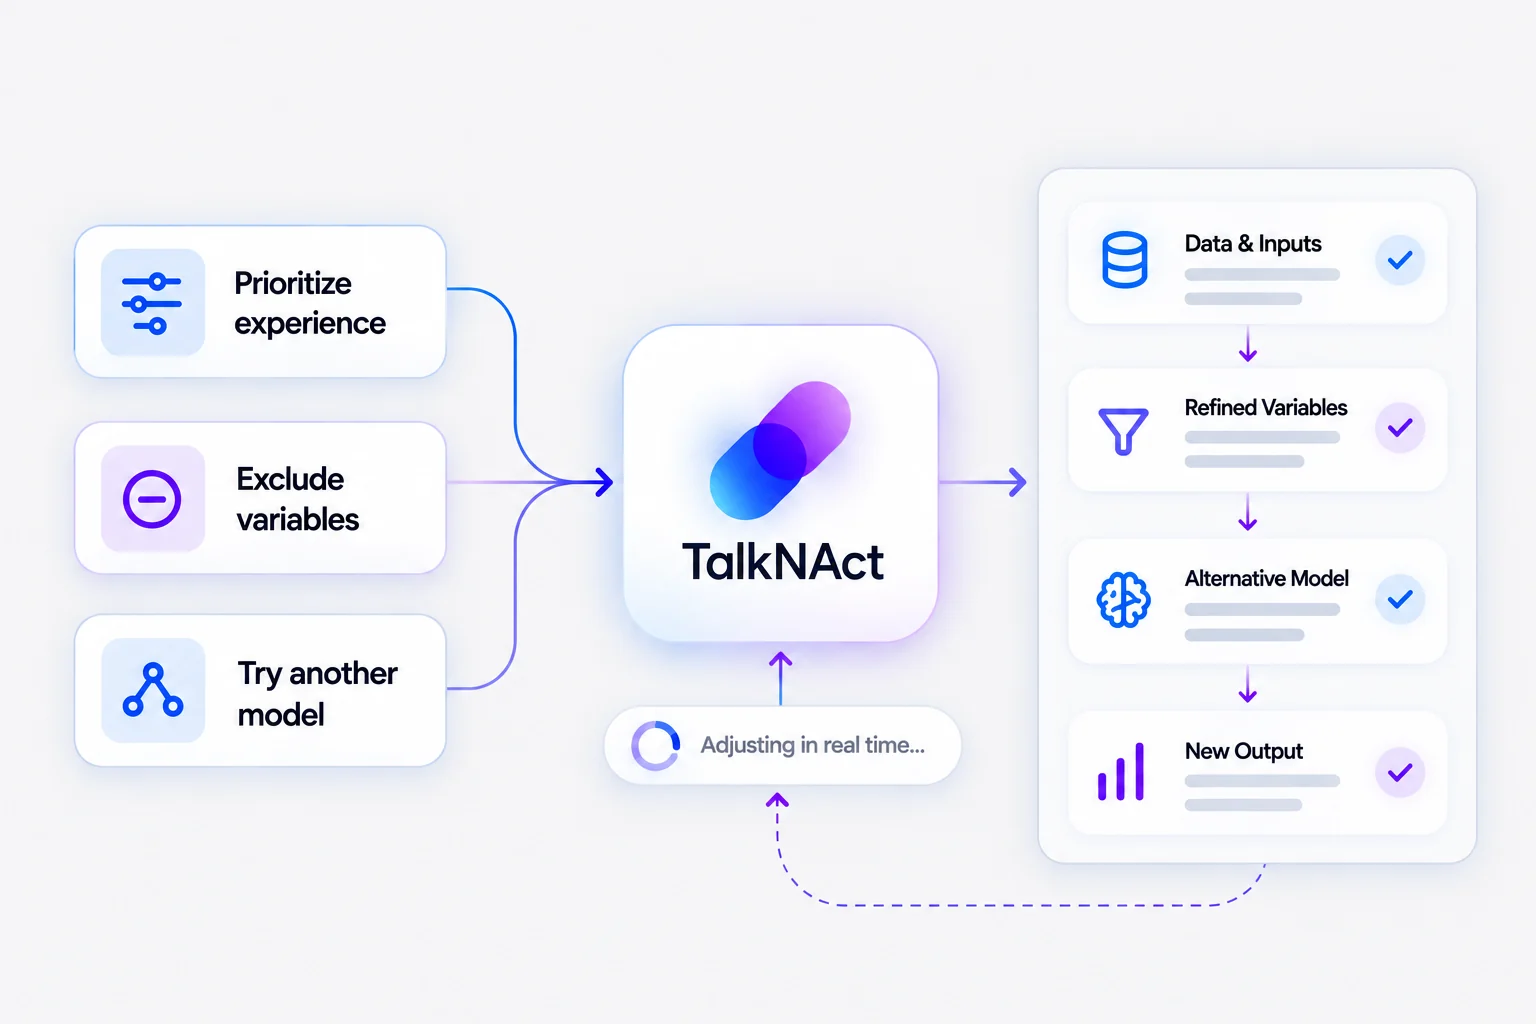 Prioritize
experience
Exclude
variables
Try another
model
TalkNAct
Adjusting in real time...
Data & Inputs
Refined Variables
Alternative Model
New Output